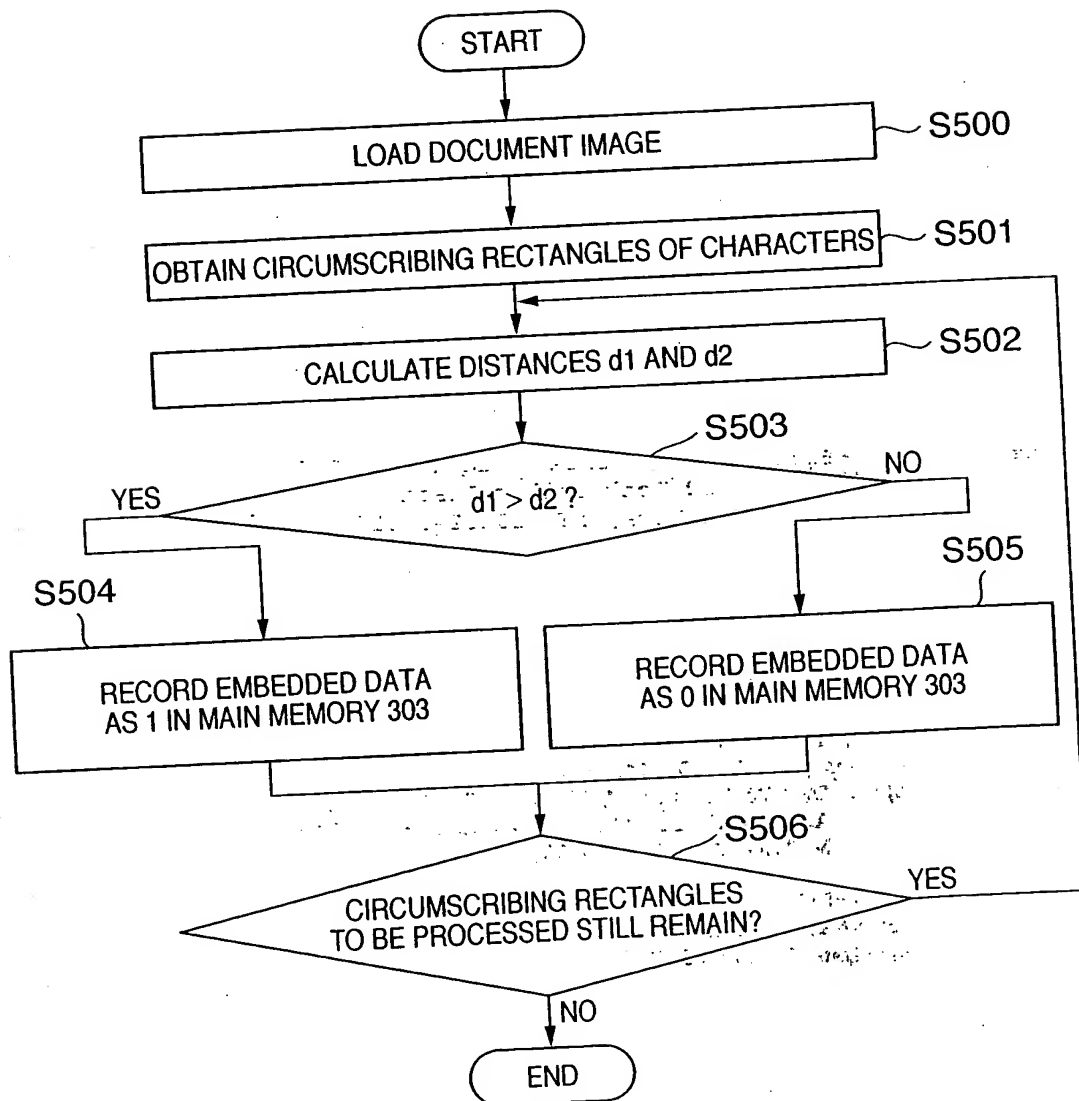 START
LOAD DOCUMENT IMAGE
S500
OBTAIN CIRCUMSCRIBING RECTANGLES OF CHARACTERS
S501
CALCULATE DISTANCES d1 AND d2
S502
S503
YES
d1 > d2 ?
NO
S504
S505
RECORD EMBEDDED DATA
AS 1 IN MAIN MEMORY 303
RECORD EMBEDDED DATA
AS 0 IN MAIN MEMORY 303
S506
CIRCUMSCRIBING RECTANGLES
TO BE PROCESSED STILL REMAIN?
YES
NO
END